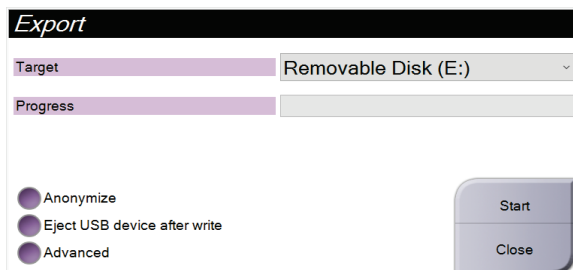 Export
Target
Removable Disk (E:)
Progress
Anonymize
Eject USB device after write
Advanced
Start
Close